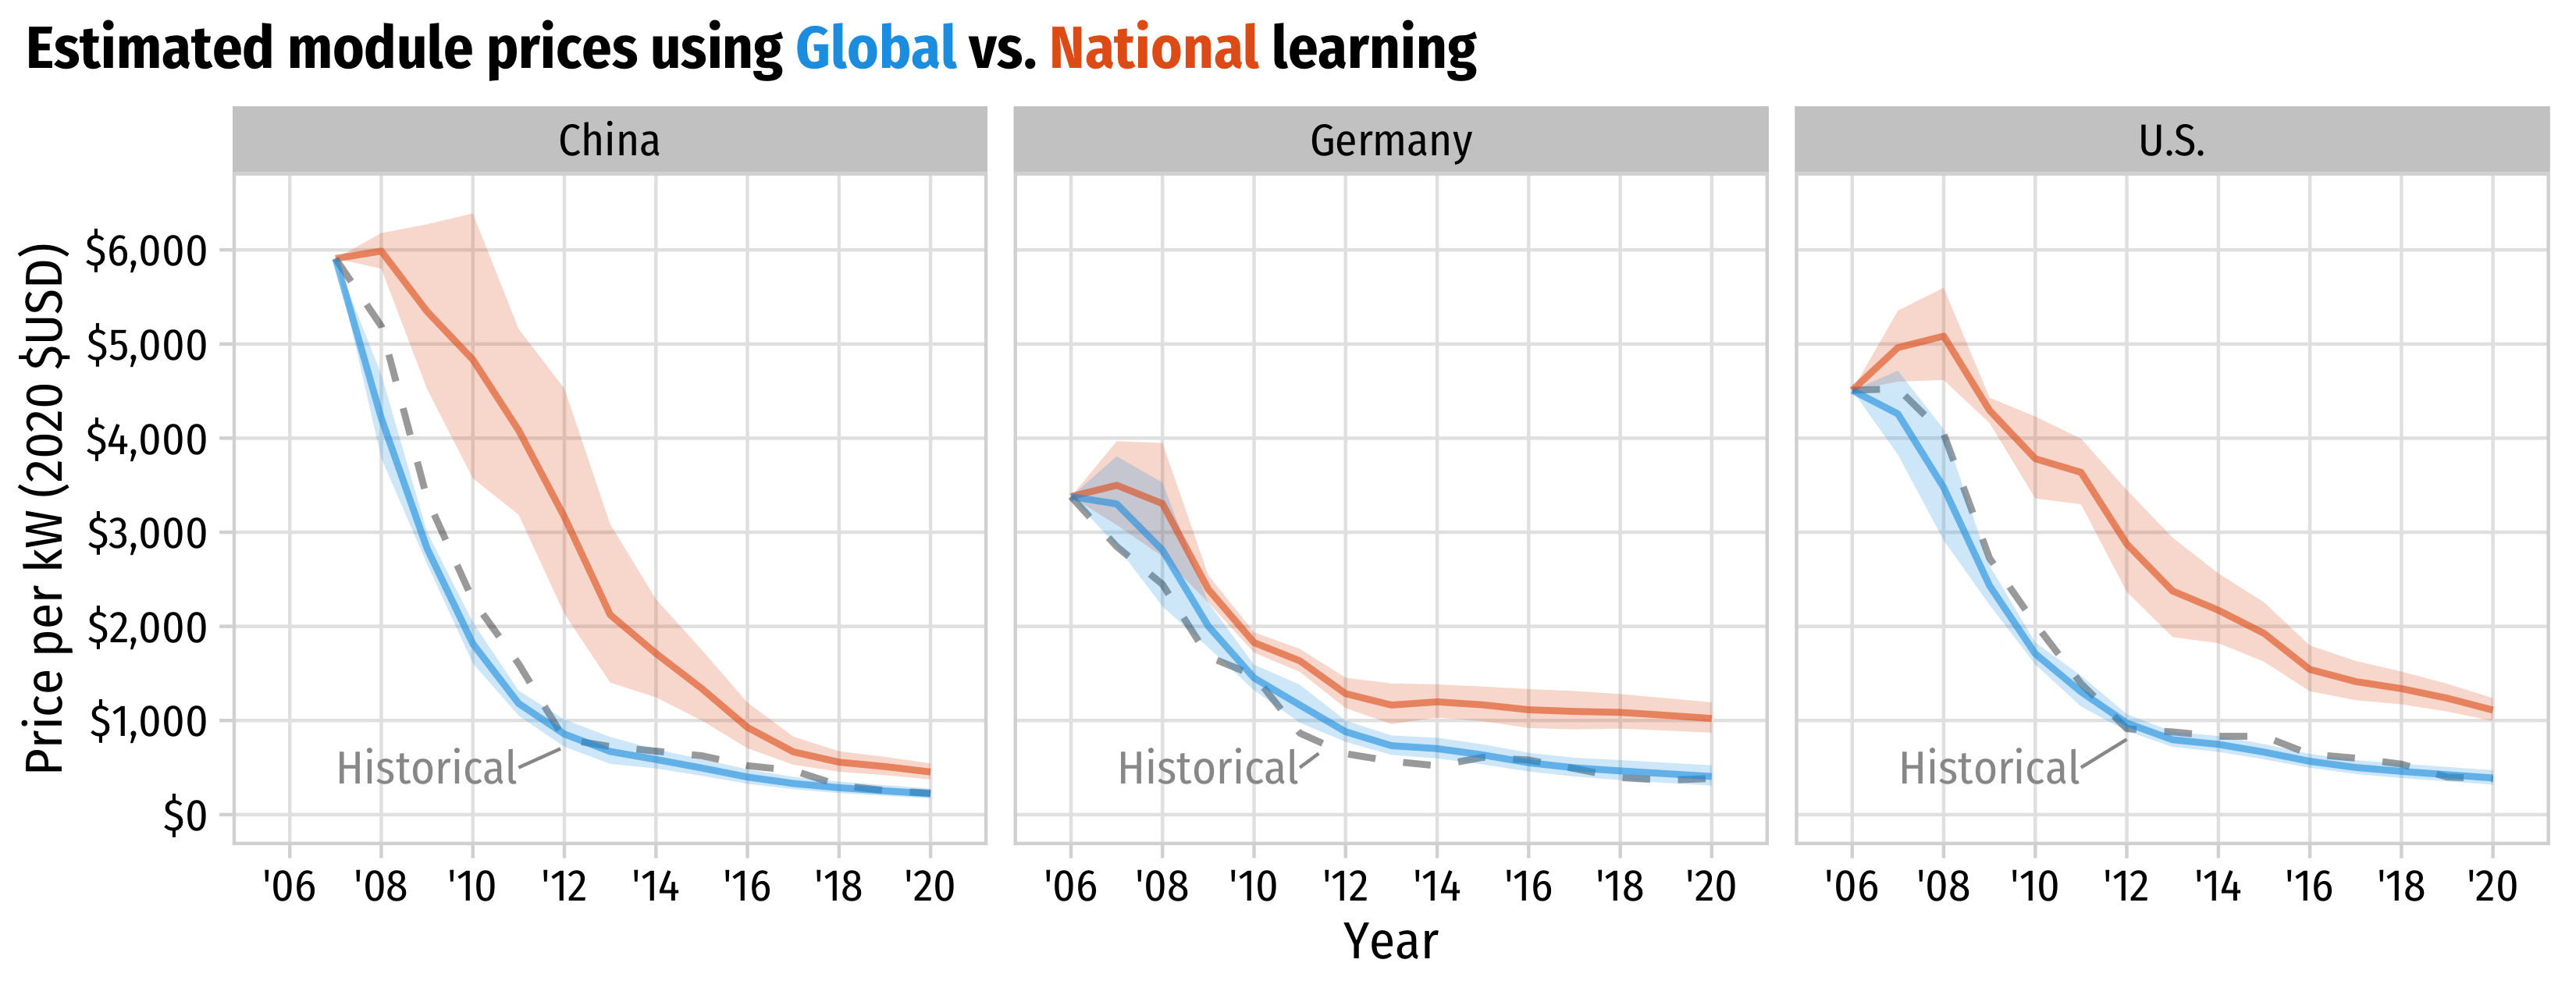 Estimated module prices using Global vs. National learning
China Germany U.S.
Price per kW (2020 $USD)
$6,000
$5,000
$4,000
$3,000
$2,000
$1,000
$0
Historical Historical Historical
'06 '08 '10 '12 '14 '16 '18 '20 '06 '08 '10 '12 '14 '16 '18 '20 '06 '08 '10 '12 '14 '16 '18 '20
Year